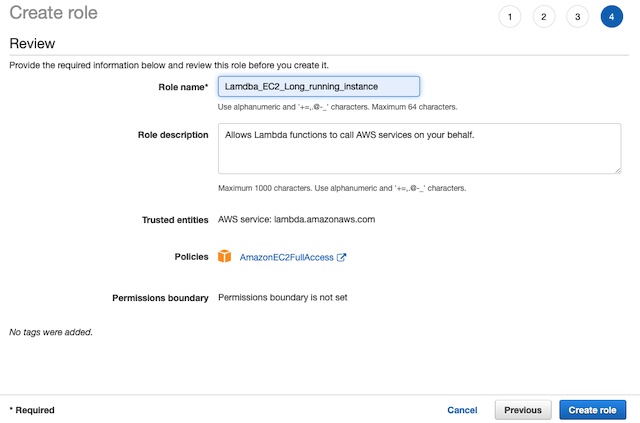 Create role
1 2 3 4
Review
Provide the required information below and review this role before you create it.
Role name* Lamdba_EC2_Long_running_instance
Use alphanumeric and '+=,.@-_' characters. Maximum 64 characters.
Role description Allows Lambda functions to call AWS services on your behalf.
Maximum 1000 characters. Use alphanumeric and '+=,.@-_' characters.
Trusted entities AWS service: lambda.amazonaws.com
Policies AmazonEC2FullAccess
Permissions boundary Permissions boundary is not set
No tags were added.
* Required Cancel Previous Create role